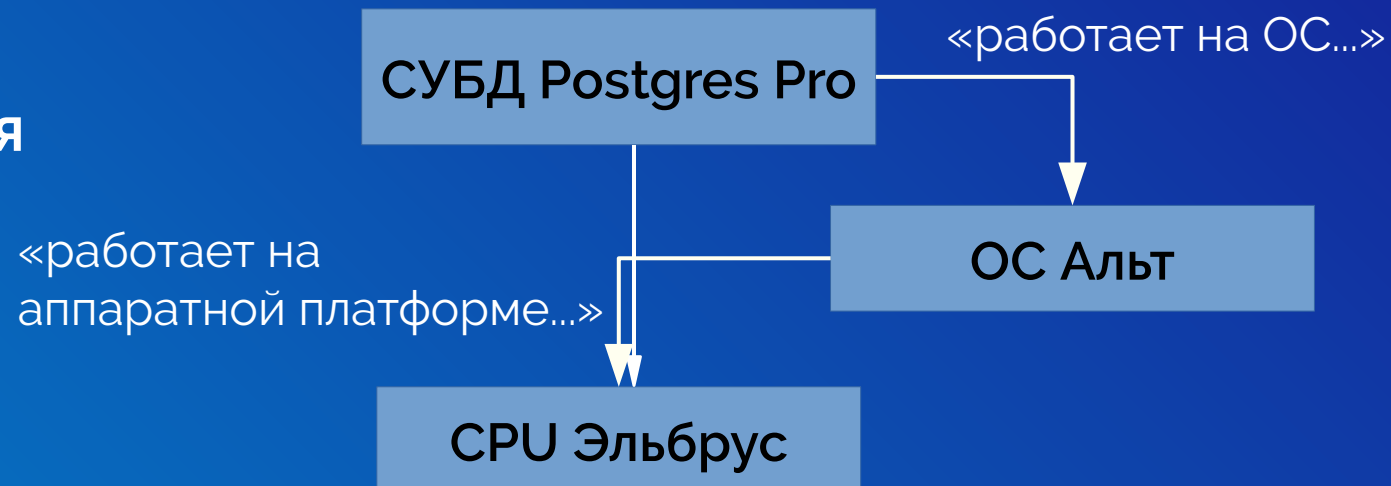 «работает на ОС...»
СУБД Postgres Pro
я
«работает на
аппаратной платформе...»
ОС Альт
CPU Эльбрус